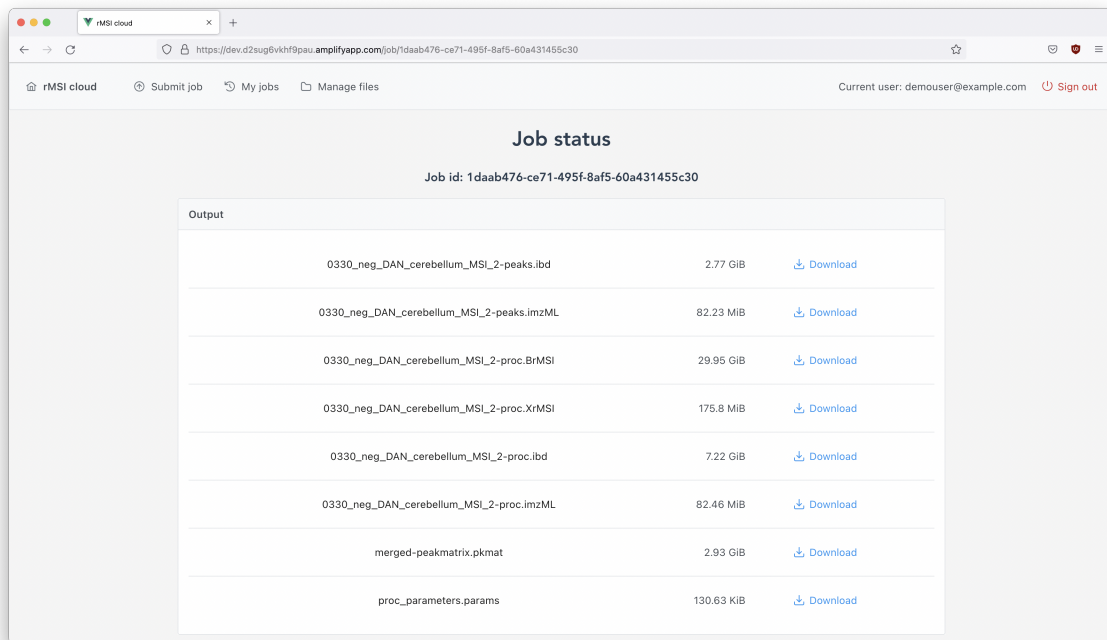 rMSI cloud
https://dev.d2sug6vkhf9pau.amplifyapp.com/job/1daab476-ce71-495f-8af5-60a431455c30
rMSI cloud Submit job My jobs Manage files Current user: demouser@example.com Sign out
Job status
Job id: 1daab476-ce71-495f-8af5-60a431455c30
Output
0330_neg_DAN_cerebellum_MSI_2-peaks.ibd 2.77 GiB Download
0330_neg_DAN_cerebellum_MSI_2-peaks.imzML 82.23 MiB Download
0330_neg_DAN_cerebellum_MSI_2-proc.BrMSI 29.95 GiB Download
0330_neg_DAN_cerebellum_MSI_2-proc.XrMSI 175.8 MiB Download
0330_neg_DAN_cerebellum_MSI_2-proc.ibd 7.22 GiB Download
0330_neg_DAN_cerebellum_MSI_2-proc.imzML 82.46 MiB Download
merged-peakmatrix.pkmat 2.93 GiB Download
proc_parameters.params 130.63 KiB Download